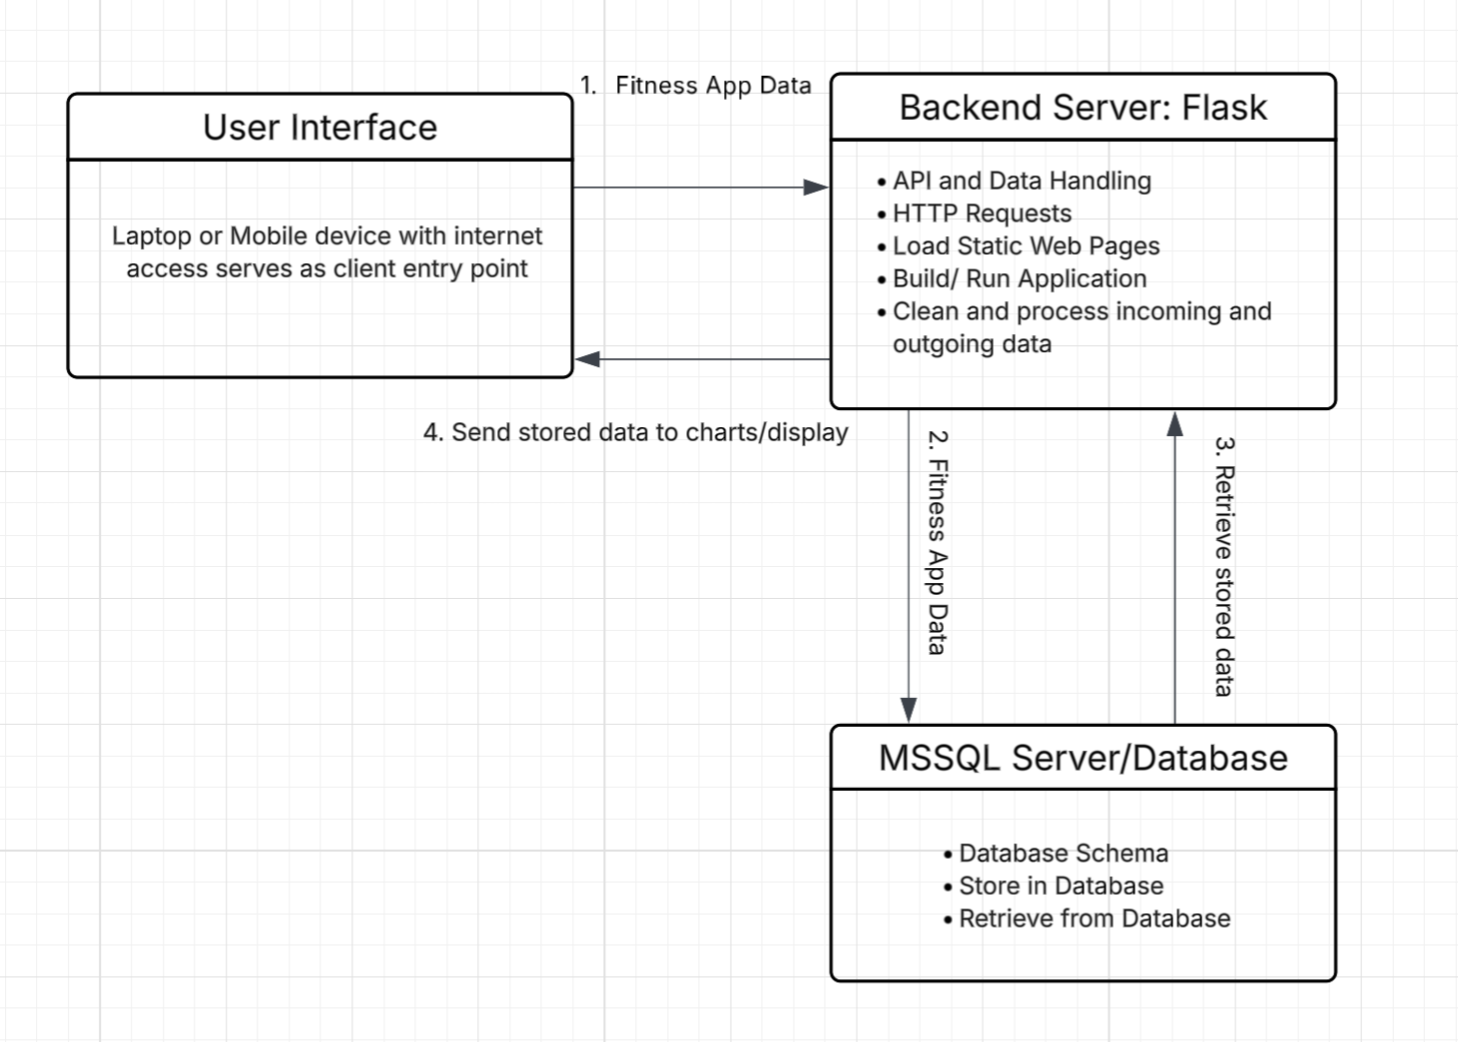 User Interface
Laptop or Mobile device with internet
access serves as client entry point
1. Fitness App Data
Backend Server: Flask
• API and Data Handling
• HTTP Requests
• Load Static Web Pages
• Build/ Run Application
• Clean and process incoming and
outgoing data
4. Send stored data to charts/display
2. Fitness App Data
3. Retrieve stored data
MSSQL Server/Database
• Database Schema
• Store in Database
• Retrieve from Database